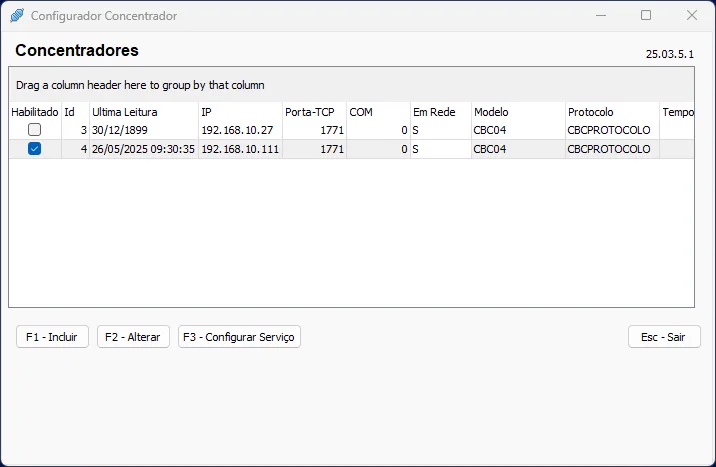 Configurador Concentrador
Concentradores
25.03.5.1
Drag a column header here to group by that column
Habilitado Id Ultima Leitura IP Porta-TCP COM Em Rede Modelo Protocolo Tempo
3 30/12/1899 192.168.10.27 1771 0 S CBC04 CBCPROTOCOLO
4 26/05/2025 09:30:35 192.168.10.111 1771 0 S CBC04 CBCPROTOCOLO
F1 - Incluir F2 - Alterar F3 - Configurar Serviço Esc - Sair